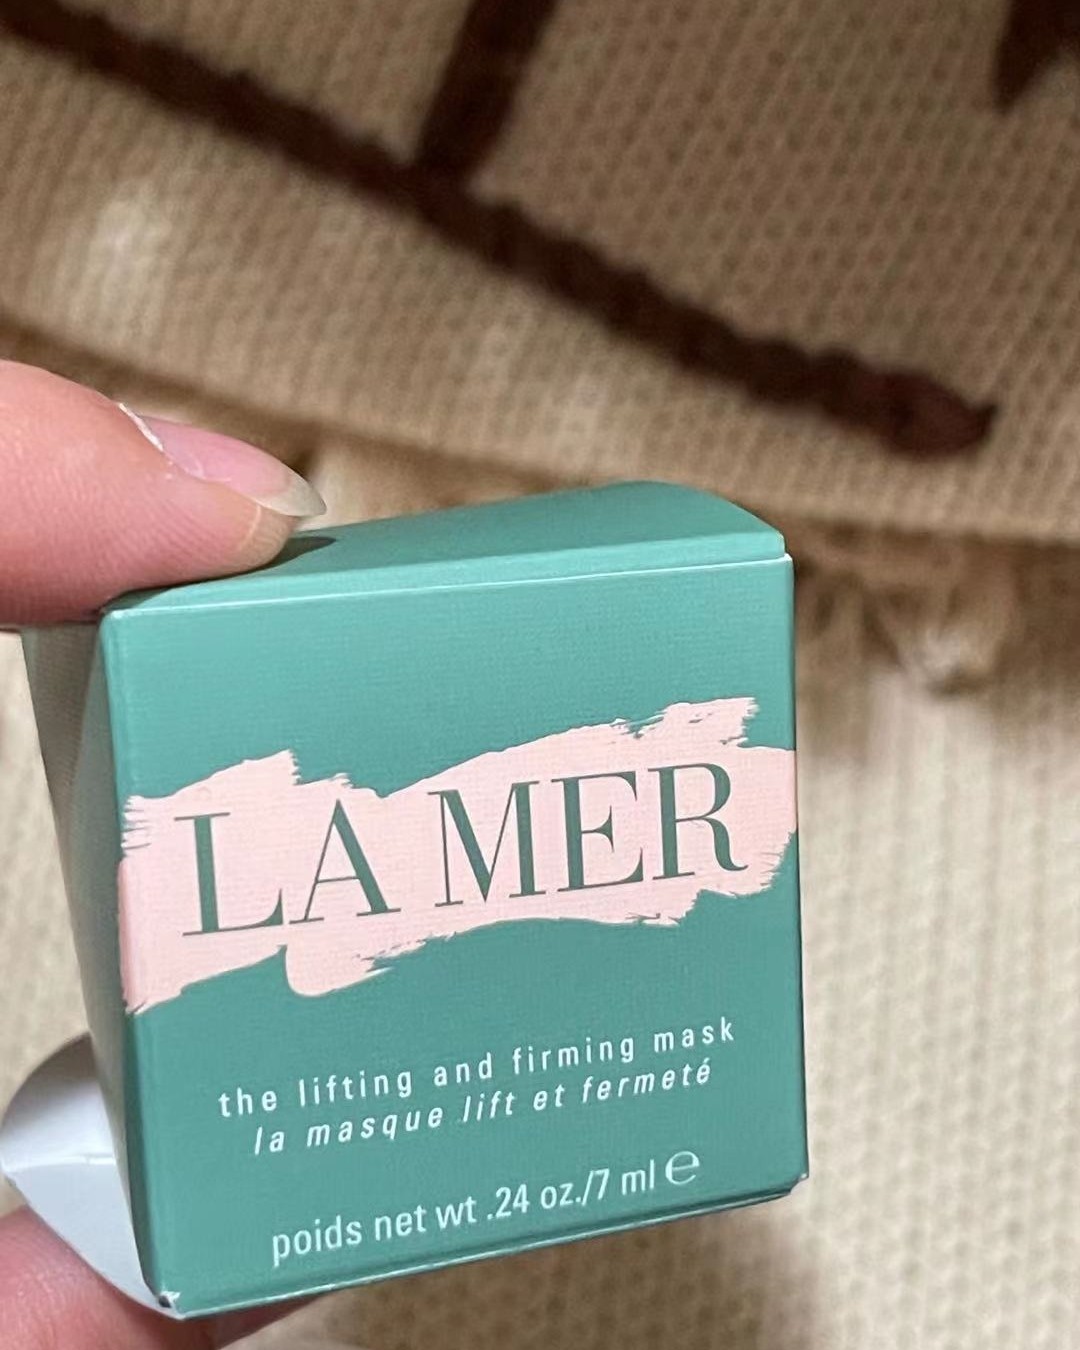 LA MER
the lifting and firming mask
la masque lift et fermeté
poids net wt .24 oz./7 ml ℮